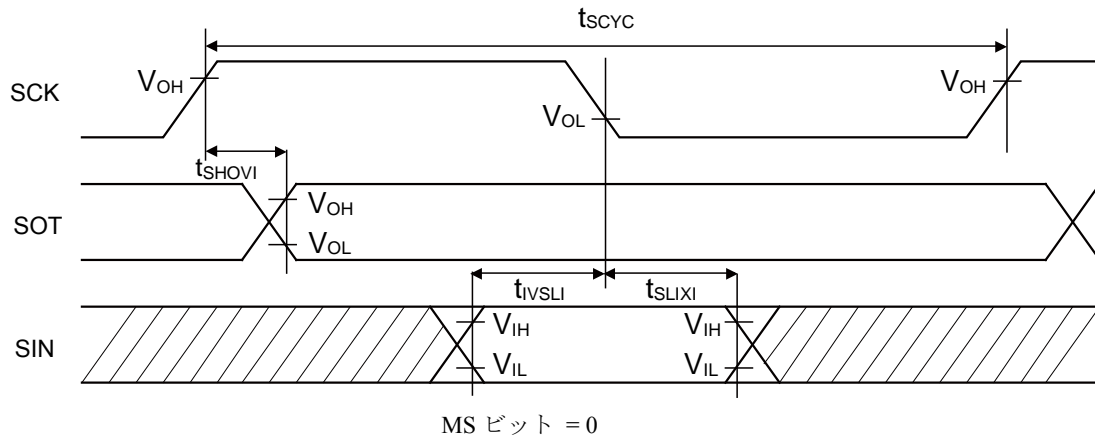 tSCYC
SCK
VOH
VOL
VOH
tSHOVI
SOT
VOH
VOL
tIVSLI
tSLIXI
SIN
VIH
VIL
VIH
VIL
MS ビット = 0